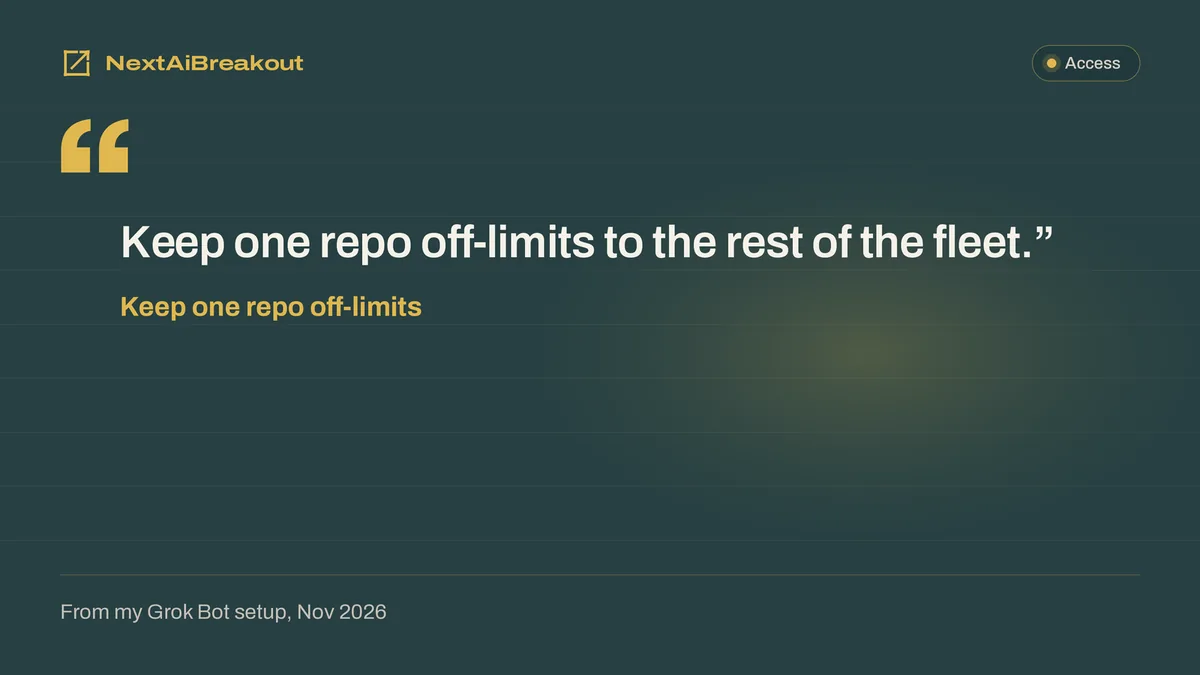 NextAiBreakout
Access
“
Keep one repo off-limits to the rest of the fleet.”
Keep one repo off-limits
From my Grok Bot setup, Nov 2026